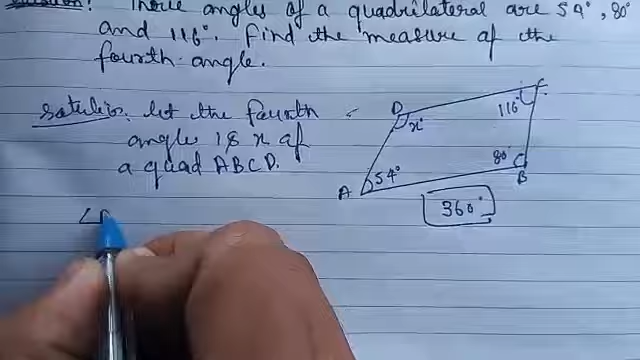 Question: Three angles of a quadrilateral are 54°, 80°
and 116°. Find the measure of the
fourth angle.
Solution: let the fourth
angle is x of
a quad ABCD.
D
x°
C
116°
A
54°
80°
B
360°
∠